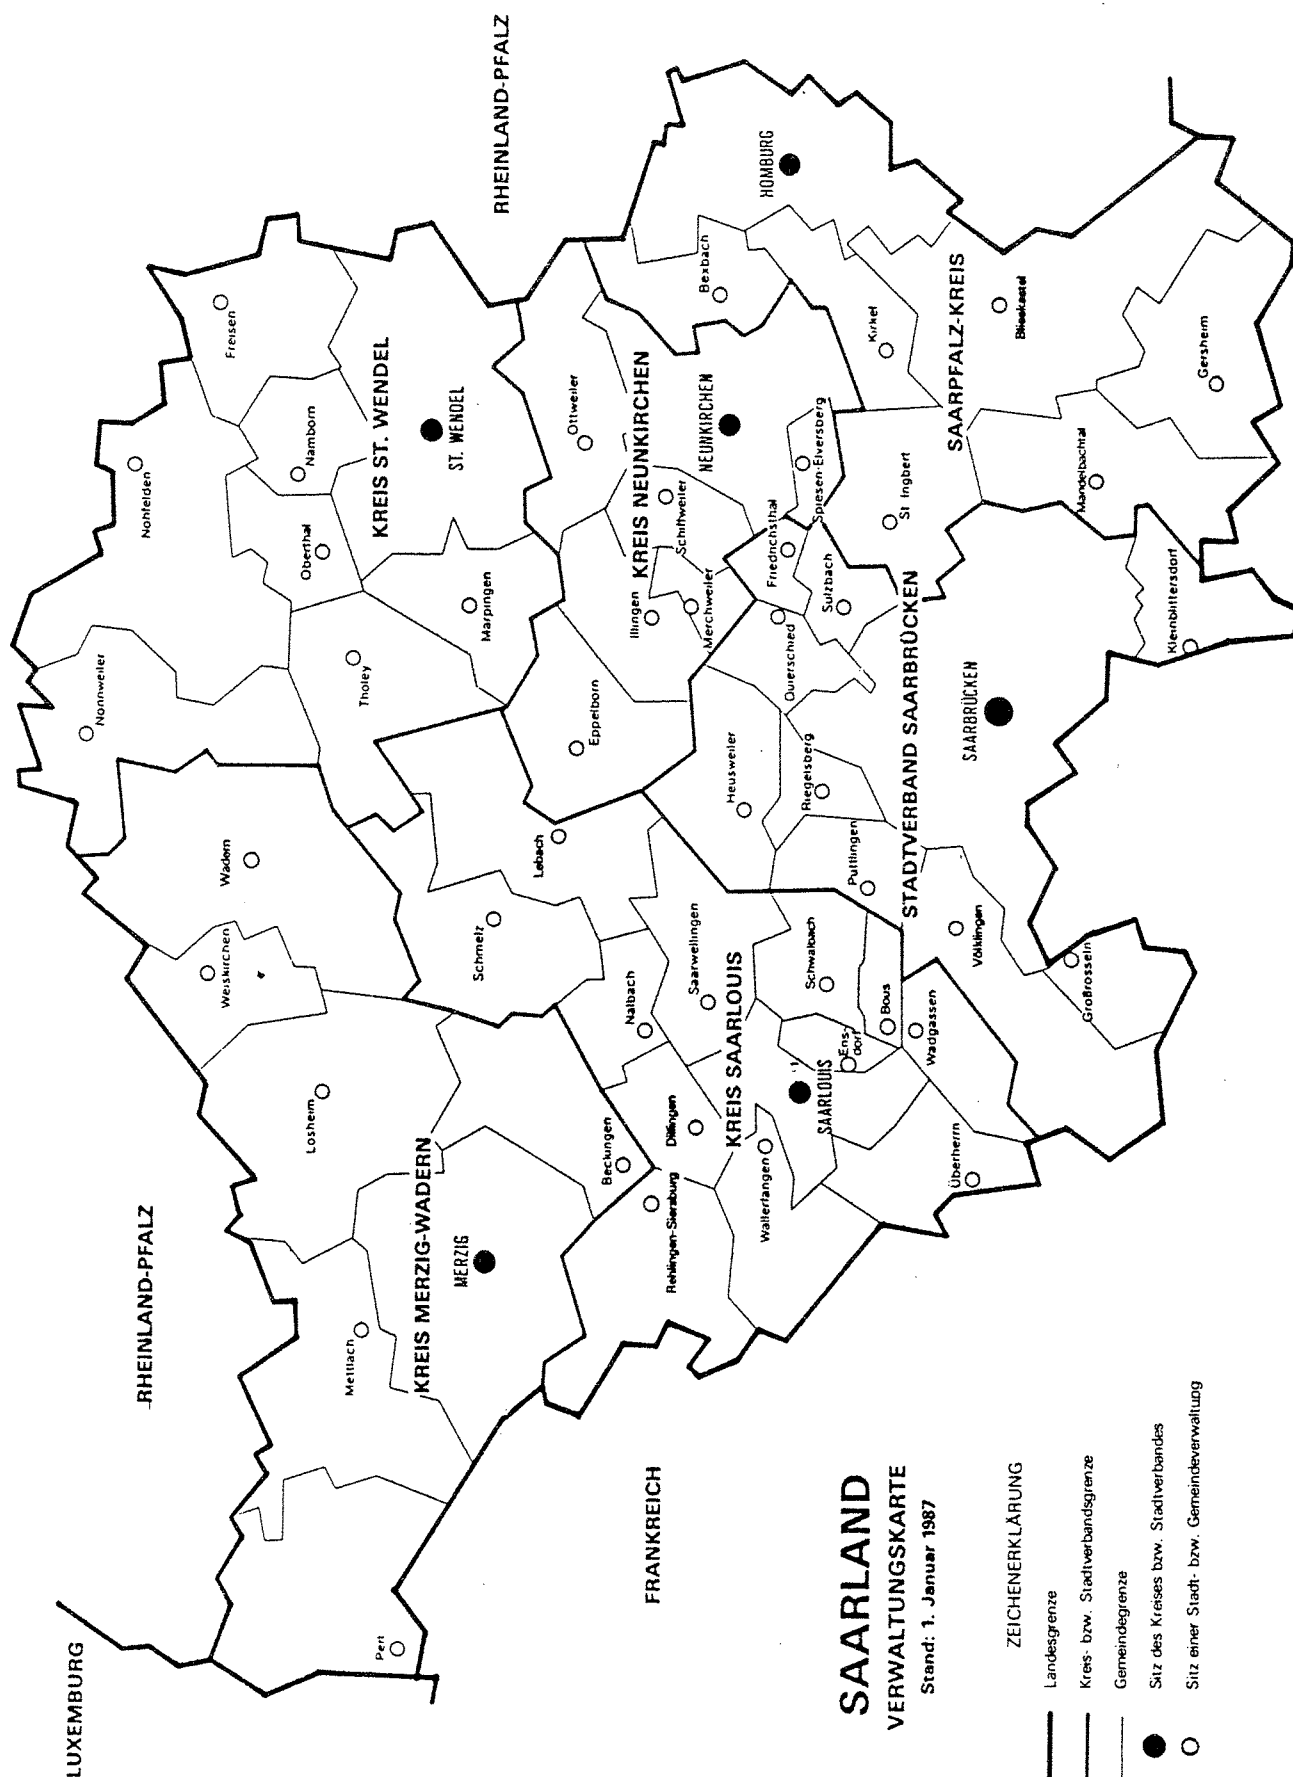 LUXEMBURG
RHEINLAND-PFALZ
RHEINLAND-PFALZ
FRANKREICH
KREIS MERZIG-WADERN
Perl
Mettlach
MERZIG
Losheim
Weiskirchen
Wadern
Beckingen
KREIS ST. WENDEL
Nonnweiler
Nohfelden
Freisen
Namborn
Oberthal
Tholey
Marpingen
ST. WENDEL
KREIS NEUNKIRCHEN
Ottweiler
Eppelborn
Illingen
Merchweiler
Schiffweiler
NEUNKIRCHEN
Spiesen-Elversberg
KREIS SAARLOUIS
Schmelz
Lebach
Nalbach
Saarwellingen
Dillingen
Rehlingen-Siersburg
Wallerfangen
SAARLOUIS
Ens-
dorf
Schwalbach
Bous
Wadgassen
Überherrn
STADTVERBAND SAARBRÜCKEN
Heusweiler
Riegelsberg
Püttlingen
Völklingen
Großrosseln
Quierschied
Friedrichsthal
Sulzbach
SAARBRÜCKEN
Kleinblittersdorf
SAARPFALZ-KREIS
Bexbach
HOMBURG
Kirkel
St Ingbert
Blieskastel
Mandelbachtal
Gersheim
SAARLAND
VERWALTUNGSKARTE
Stand: 1. Januar 1987
ZEICHENERKLÄRUNG
Landesgrenze
Kreis- bzw. Stadtverbandsgrenze
Gemeindegrenze
Sitz des Kreises bzw. Stadtverbandes
Sitz einer Stadt- bzw. Gemeindeverwaltung